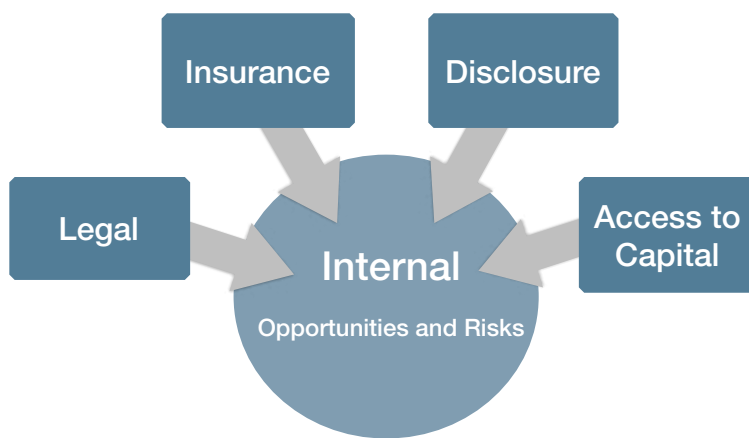 Insurance
Disclosure
Legal
Access to
Capital
Internal
Opportunities and Risks